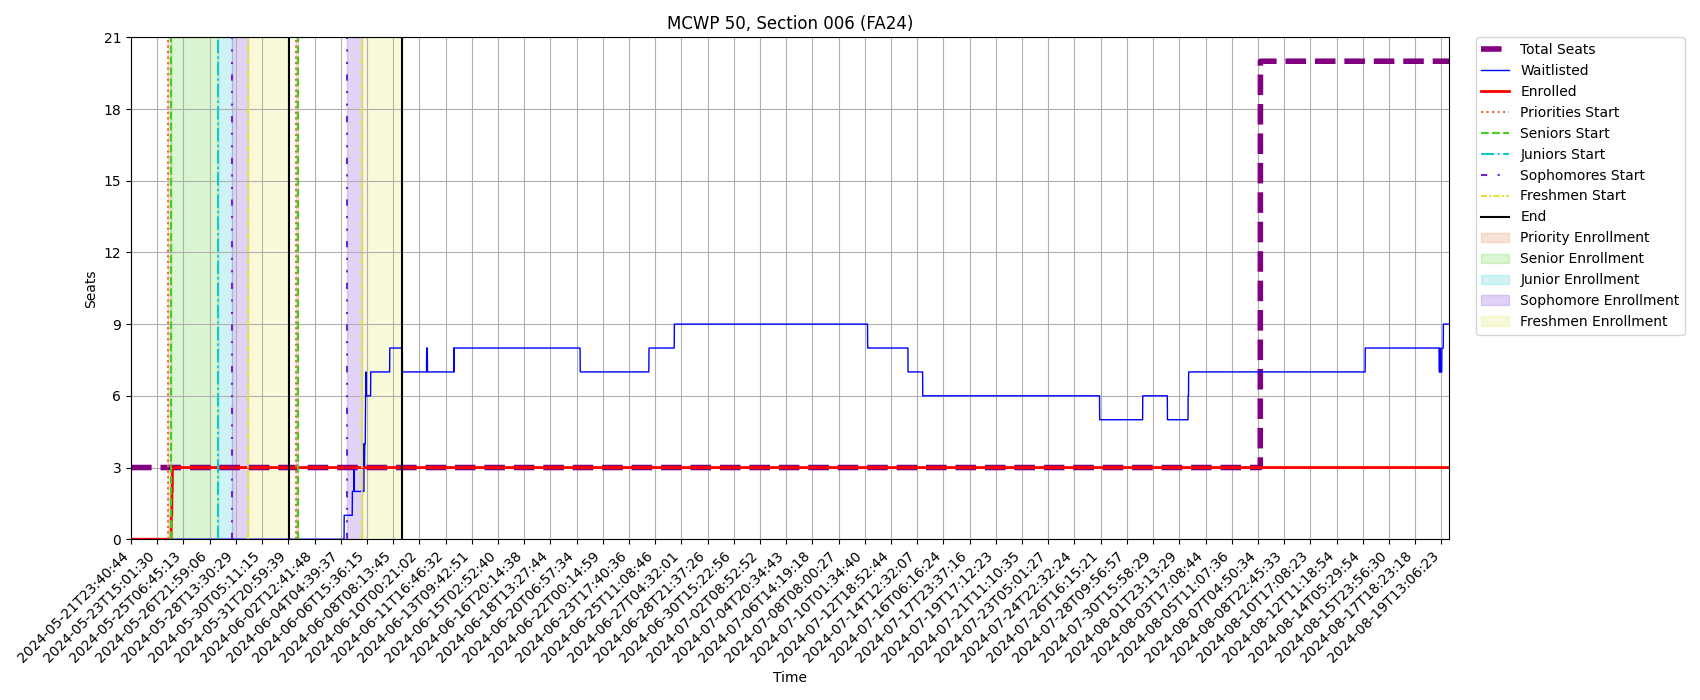 MCWP 50, Section 006 (FA24)
Seats
21
18
15
12
9
6
3
0
2024-05-21T23:40:44
2024-05-23T15:01:30
2024-05-25T06:45:13
2024-05-26T21:59:06
2024-05-28T13:30:29
2024-05-30T05:11:15
2024-05-31T20:59:39
2024-06-02T12:41:48
2024-06-04T04:39:37
2024-06-06T15:36:15
2024-06-08T08:13:45
2024-06-10T00:21:02
2024-06-11T16:46:32
2024-06-13T09:42:51
2024-06-15T02:52:40
2024-06-16T20:14:38
2024-06-18T13:27:44
2024-06-20T06:57:34
2024-06-22T00:14:59
2024-06-23T17:40:36
2024-06-25T11:08:46
2024-06-27T04:32:01
2024-06-28T21:37:26
2024-06-30T15:22:56
2024-07-02T08:52:52
2024-07-04T20:34:43
2024-07-06T14:19:18
2024-07-08T08:00:27
2024-07-10T01:34:40
2024-07-12T18:52:44
2024-07-14T12:32:07
2024-07-16T06:16:24
2024-07-17T23:37:16
2024-07-19T17:12:23
2024-07-21T11:10:35
2024-07-23T05:01:27
2024-07-24T22:32:24
2024-07-26T16:15:21
2024-07-28T09:56:57
2024-07-30T15:58:29
2024-08-01T23:13:29
2024-08-03T17:08:44
2024-08-05T11:07:36
2024-08-07T04:50:34
2024-08-08T22:45:33
2024-08-10T17:08:23
2024-08-12T11:18:54
2024-08-14T05:29:54
2024-08-15T23:56:30
2024-08-17T18:23:18
2024-08-19T13:06:23
Time
Total Seats
Waitlisted
Enrolled
Priorities Start
Seniors Start
Juniors Start
Sophomores Start
Freshmen Start
End
Priority Enrollment
Senior Enrollment
Junior Enrollment
Sophomore Enrollment
Freshmen Enrollment